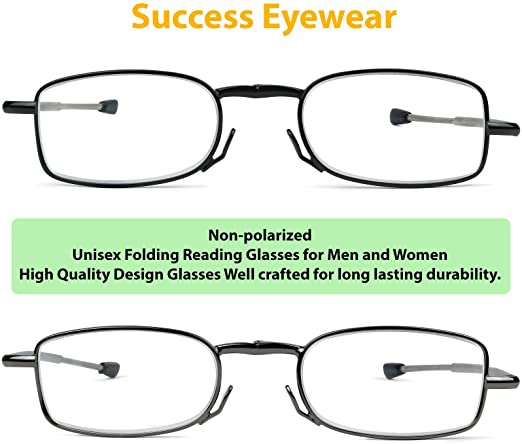 Success Eyewear
Non-polarized
Unisex Folding Reading Glasses for Men and Women
High Quality Design Glasses Well crafted for long lasting durability.